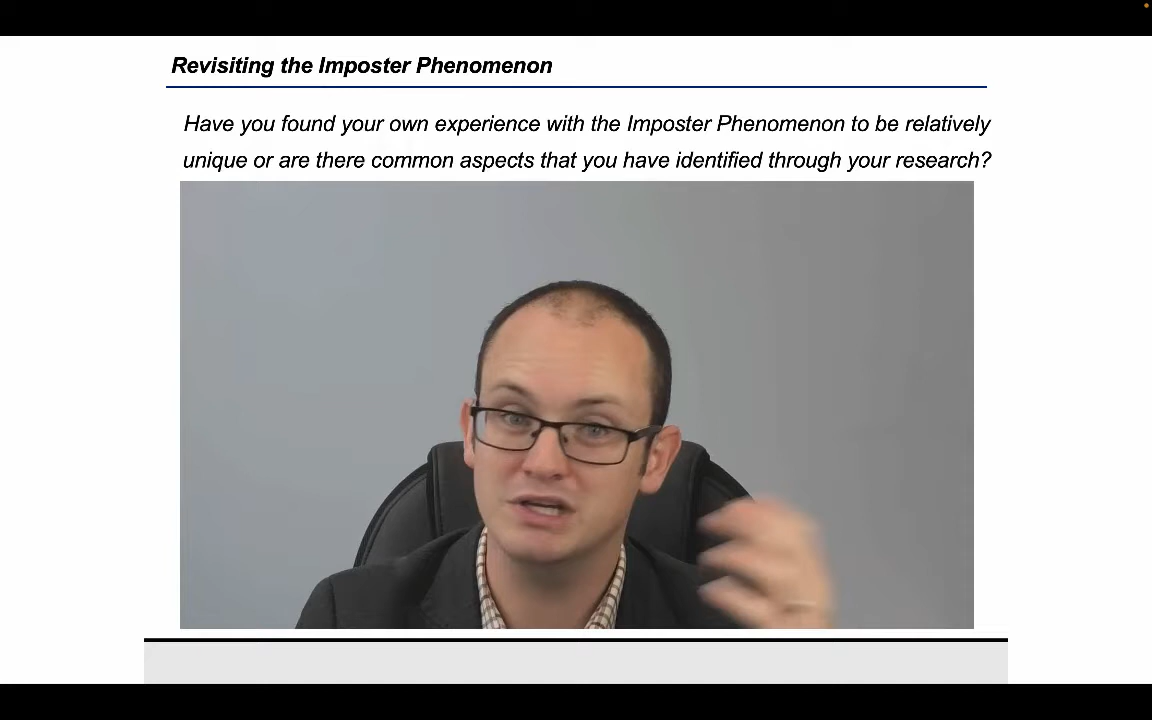 Revisiting the Imposter Phenomenon
Have you found your own experience with the Imposter Phenomenon to be relatively
unique or are there common aspects that you have identified through your research?